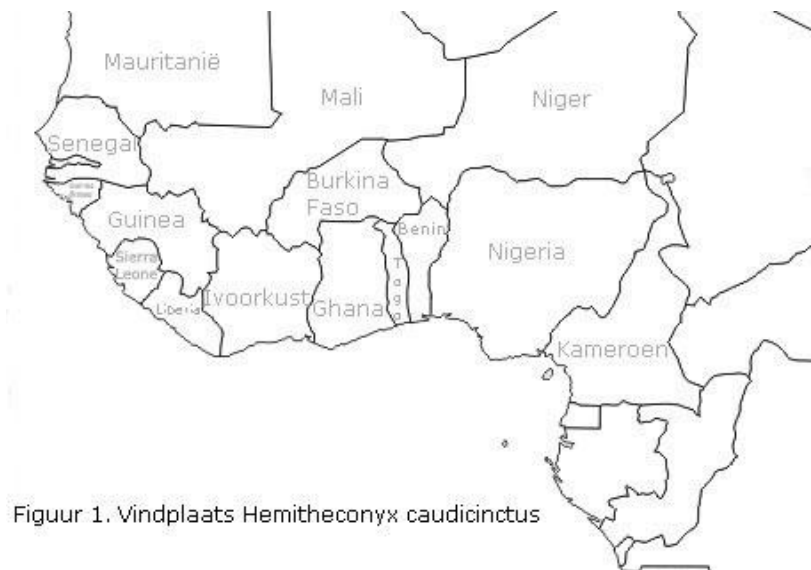 Mauritanië
Mali
Niger
Senegal
Burkina
Faso
Guinea
Benin
Nigeria
Sierra
Leone
Ivoorkust
Ghana
T
a
g
o
Liberia
Kameroen
Figuur 1. Vindplaats Hemitheconyx caudicinctus